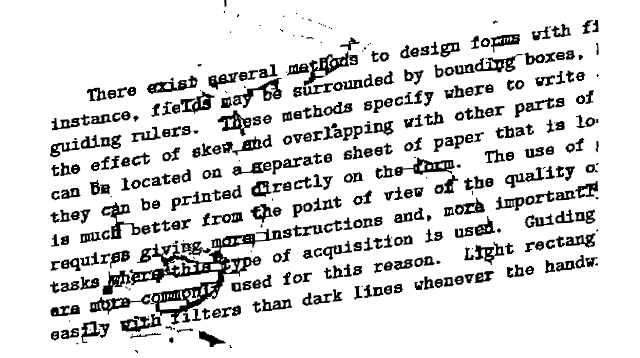 There exist several methods to design forms with fi
instance, fields may be surrounded by bounding boxes,
guiding rulers. These methods specify where to write
the effect of skew and overlapping with other parts of
can be located on a separate sheet of paper that is lo
they can be printed directly on the form. The use of
is much better from the point of view of the quality o
requires giving more instructions and, more importantly
tasks where this type of acquisition is used. Guiding
are more commonly used for this reason. Light rectang
easily with filters than dark lines whenever the handw